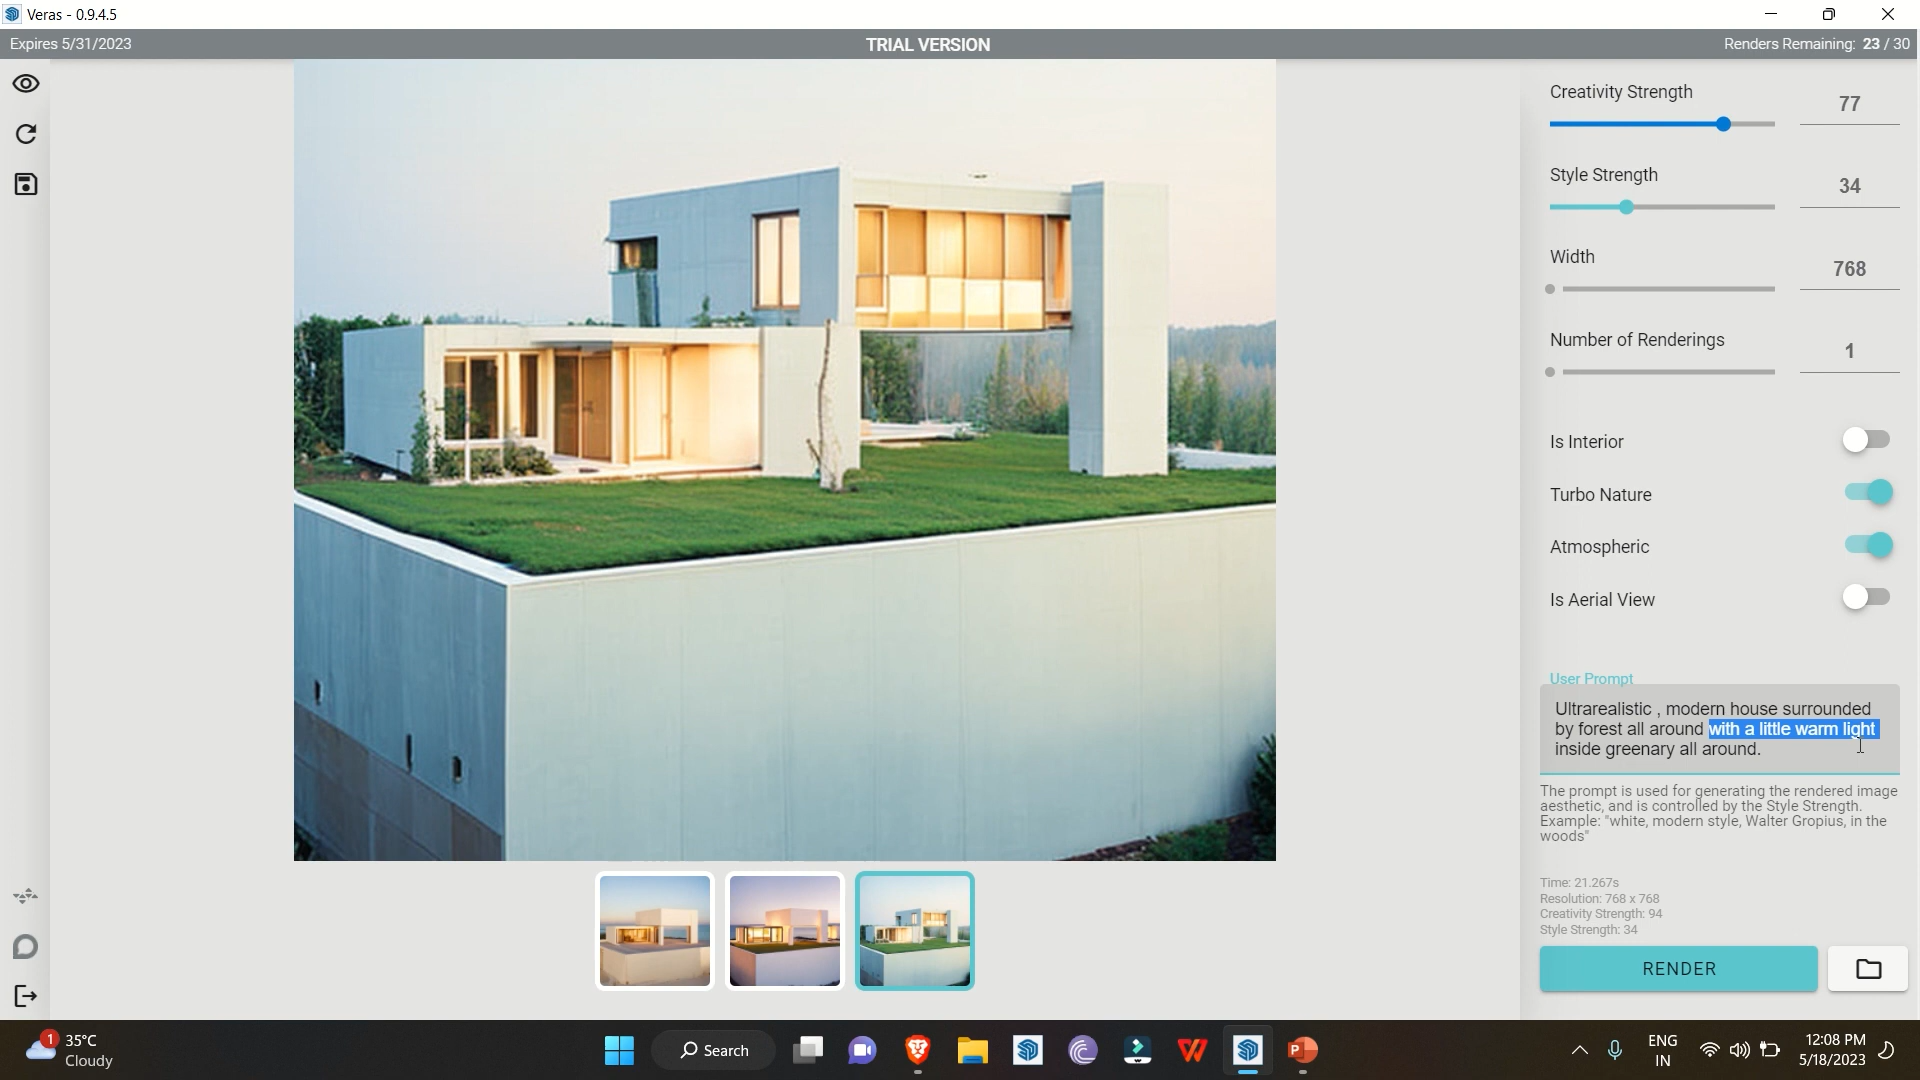 Veras - 0.9.4.5
Expires 5/31/2023
TRIAL VERSION
Renders Remaining: 23 / 30
Creativity Strength
77
Style Strength
34
Width
768
Number of Renderings
1
Is Interior
Turbo Nature
Atmospheric
Is Aerial View
User Prompt
Ultrarealistic , modern house surrounded
by forest all around with a little warm light
inside greenary all around.
The prompt is used for generating the rendered image
aesthetic, and is controlled by the Style Strength.
Example: "white, modern style, Walter Gropius, in the
woods"
Time: 21.267s
Resolution: 768 x 768
Creativity Strength: 94
Style Strength: 34
RENDER
1
35°C
Cloudy
Search
P
ENG
IN
12:08 PM
5/18/2023